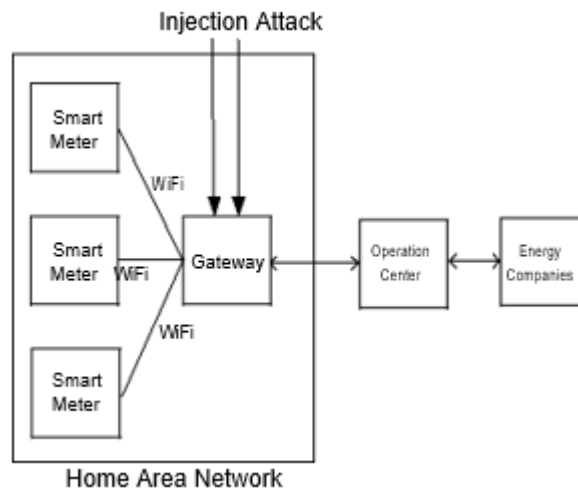 Injection Attack
Smart
Meter
WiFi
Smart
Meter
WiFi
Gateway
Operation
Center
Energy
Companies
WiFi
Smart
Meter
Home Area Network